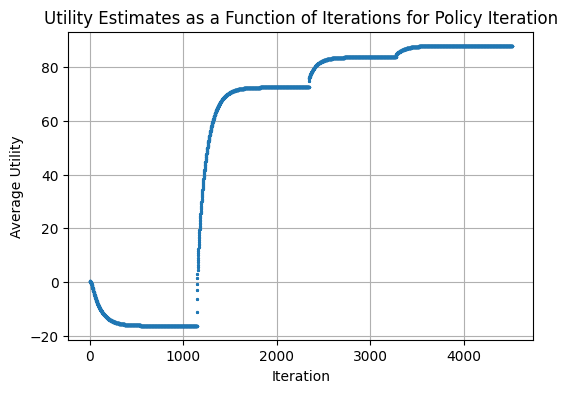 Utility Estimates as a Function of Iterations for Policy Iteration
80
60
40
20
0
−20
Average Utility
0 1000 2000 3000 4000
Iteration